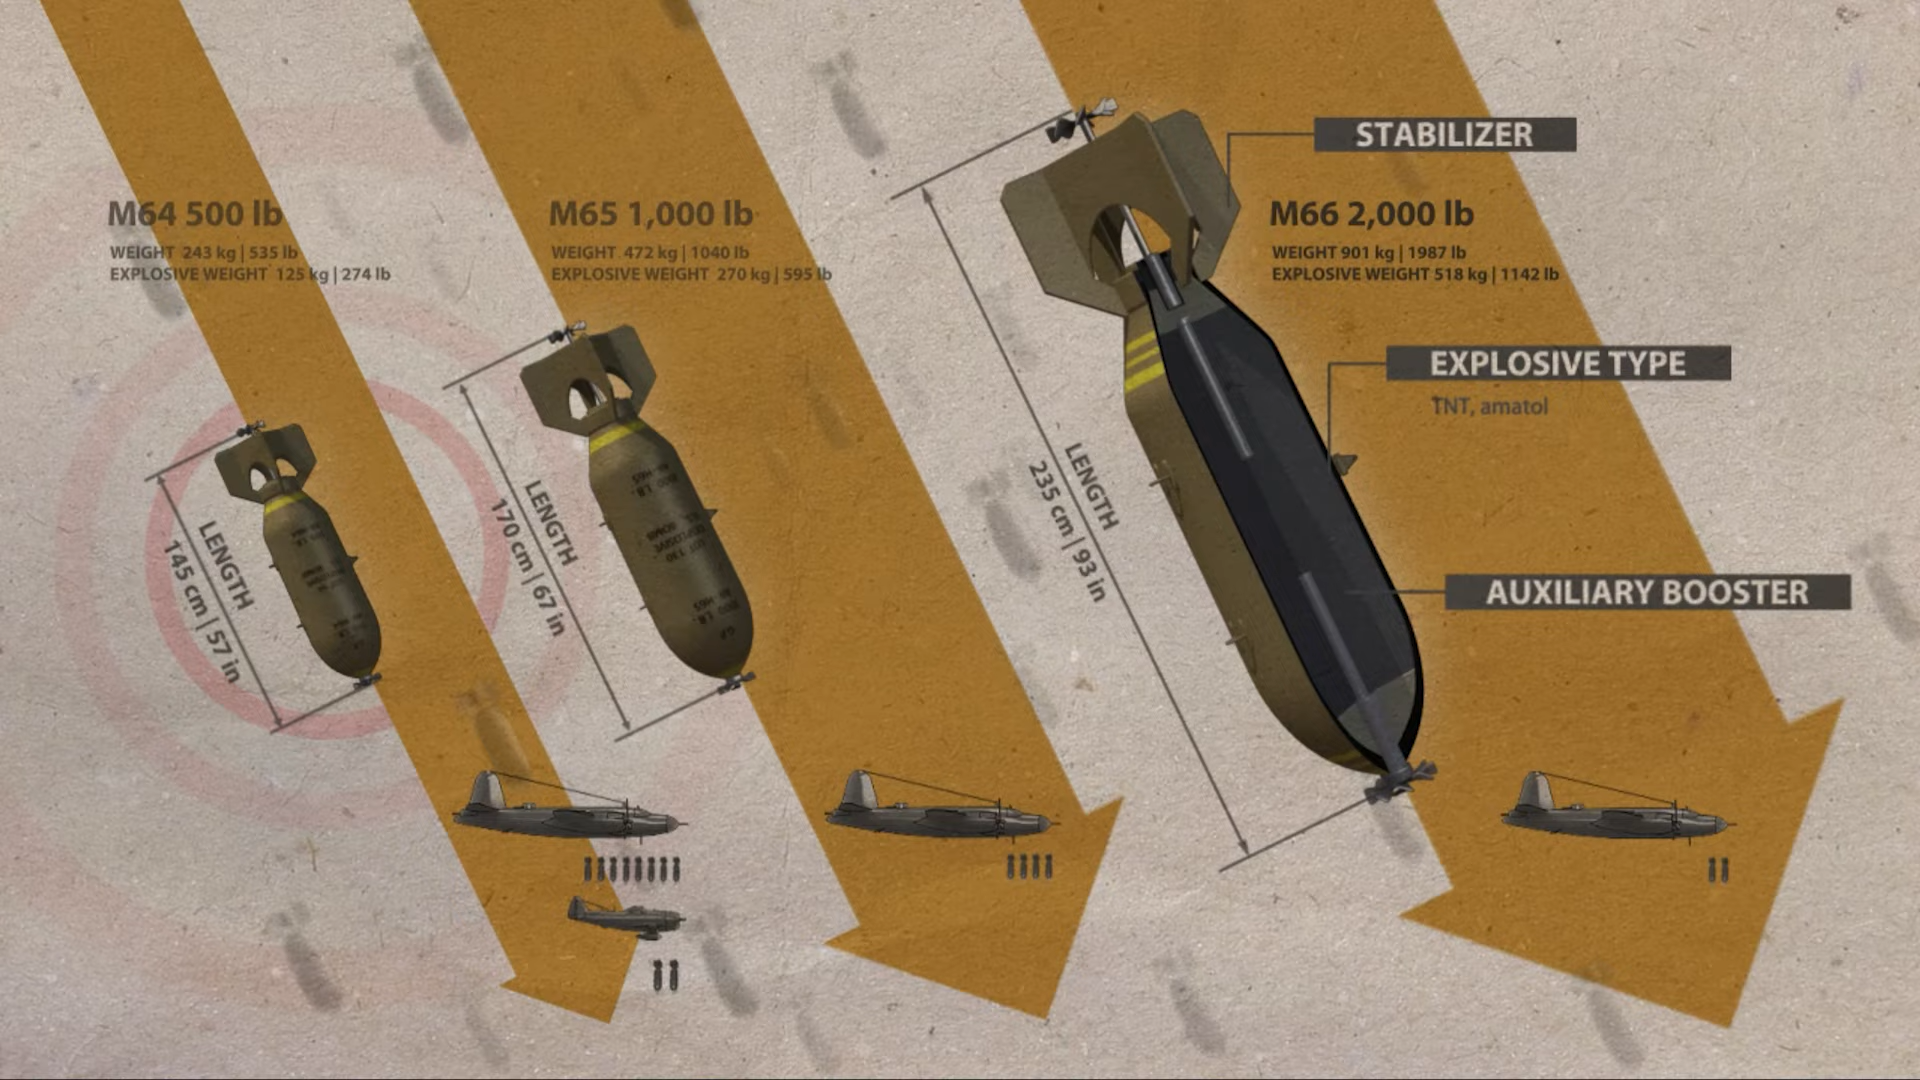 STABILIZER
M64 500 lb
WEIGHT 243 kg | 535 lb
EXPLOSIVE WEIGHT 125 kg | 274 lb
M65 1,000 lb
WEIGHT 472 kg | 1040 lb
EXPLOSIVE WEIGHT 270 kg | 595 lb
M66 2,000 lb
WEIGHT 901 kg | 1987 lb
EXPLOSIVE WEIGHT 518 kg | 1142 lb
EXPLOSIVE TYPE
TNT, amatol
LENGTH
145 cm | 57 in
LENGTH
170 cm | 67 in
LENGTH
235 cm | 93 in
AUXILIARY BOOSTER